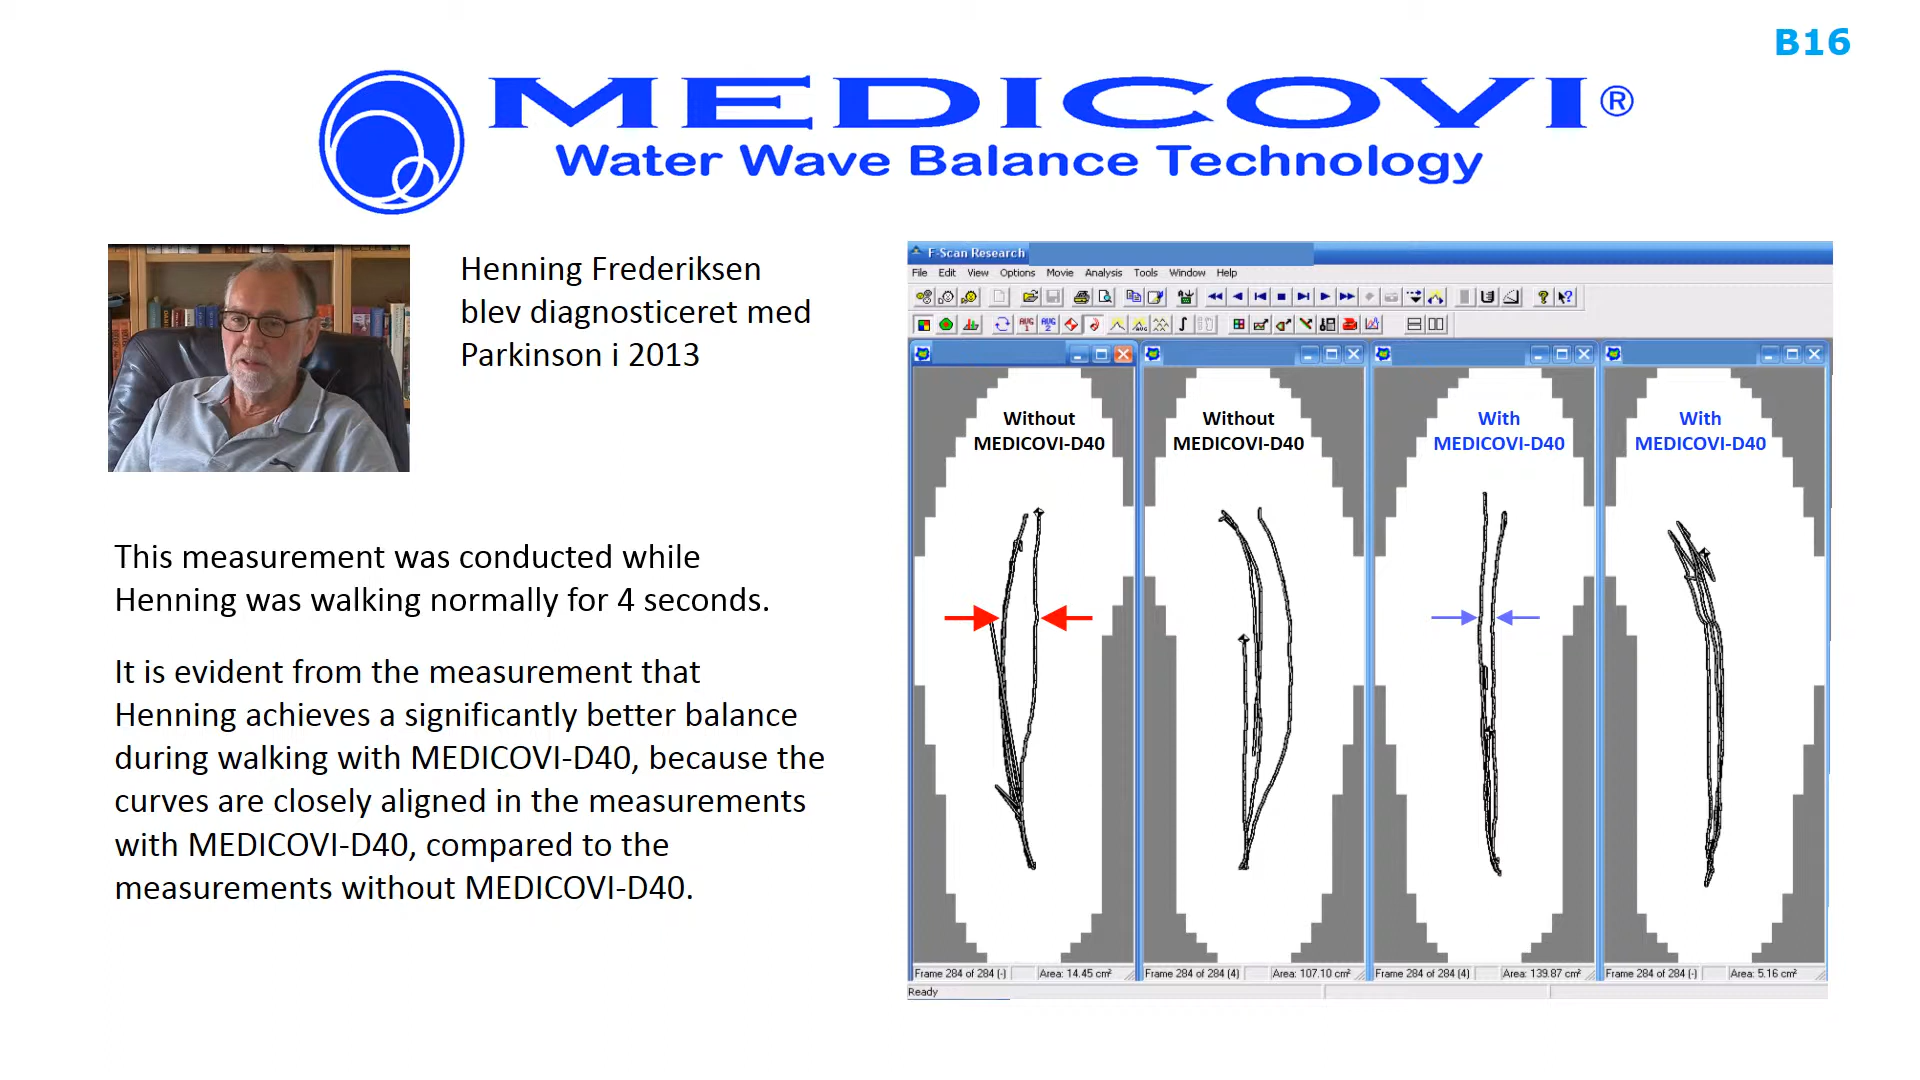 B16
MEDICOVI®
Water Wave Balance Technology
Henning Frederiksen
blev diagnosticeret med
Parkinson i 2013
This measurement was conducted while
Henning was walking normally for 4 seconds.
It is evident from the measurement that
Henning achieves a significantly better balance
during walking with MEDICOVI-D40, because the
curves are closely aligned in the measurements
with MEDICOVI-D40, compared to the
measurements without MEDICOVI-D40.
F-Scan Research
File Edit View Options Movie Analysis Tools Window Help
Without
MEDICOVI-D40
Without
MEDICOVI-D40
With
MEDICOVI-D40
With
MEDICOVI-D40
Frame 284 of 284 (-) Area: 14.45 cm²
Frame 284 of 284 (4) Area: 107.10 cm²
Frame 284 of 284 (4) Area: 139.87 cm²
Frame 284 of 284 (-) Area: 5.16 cm²
Ready